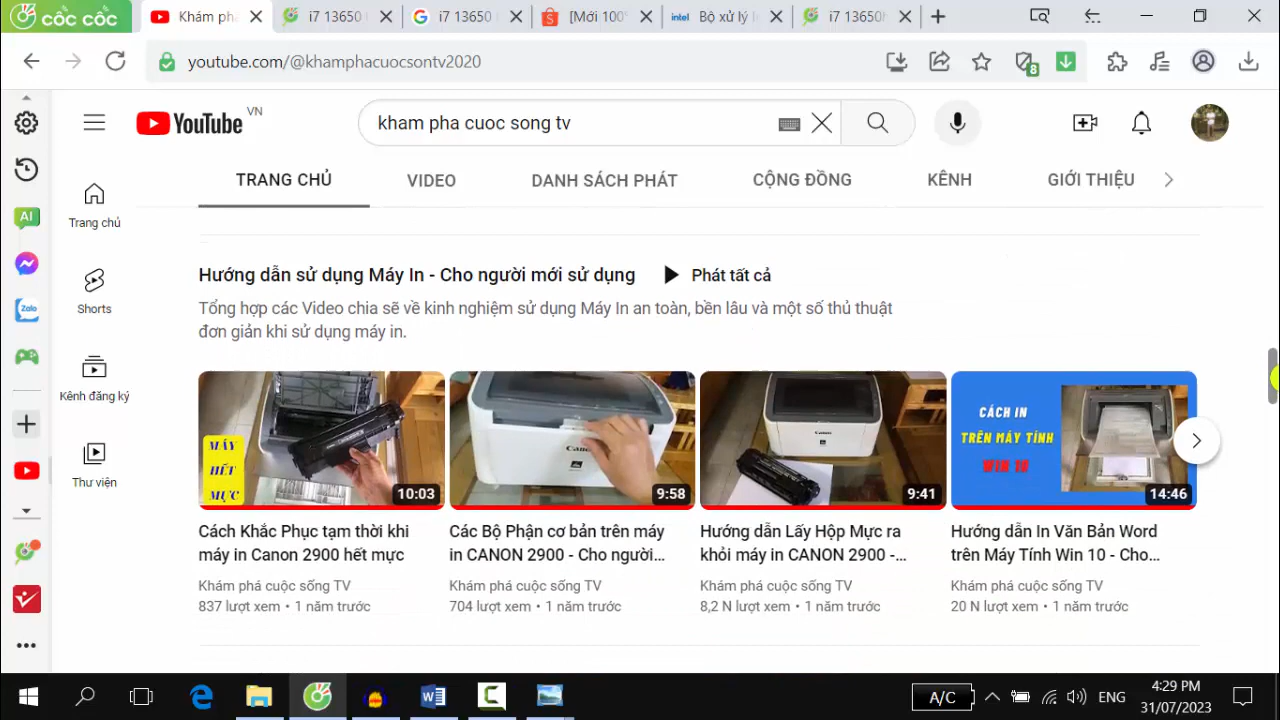 cốc cốc
Khám phá
i7 13650
i7 13650
[Mới 100%
intel Bộ xử lý
i7 13650
youtube.com/@khamphacuocsontv2020
8
YouTube VN
kham pha cuoc song tv
TRANG CHỦ
VIDEO
DANH SÁCH PHÁT
CỘNG ĐỒNG
KÊNH
GIỚI THIỆU
AI
Zalo
Trang chủ
Shorts
Kênh đăng ký
Thư viện
Hướng dẫn sử dụng Máy In - Cho người mới sử dụng
Phát tất cả
Tổng hợp các Video chia sẽ về kinh nghiệm sử dụng Máy In an toàn, bền lâu và một số thủ thuật
đơn giản khi sử dụng máy in.
MÁY
HẾT
MỰC
10:03
Canon
9:58
Canon
9:41
CÁCH IN
TRÊN MÁY TÍNH
WIN 10
14:46
Cách Khắc Phục tạm thời khi
máy in Canon 2900 hết mực
Khám phá cuộc sống TV
837 lượt xem • 1 năm trước
Các Bộ Phận cơ bản trên máy
in CANON 2900 - Cho người...
Khám phá cuộc sống TV
704 lượt xem • 1 năm trước
Hướng dẫn Lấy Hộp Mực ra
khỏi máy in CANON 2900 -...
Khám phá cuộc sống TV
8,2 N lượt xem • 1 năm trước
Hướng dẫn In Văn Bản Word
trên Máy Tính Win 10 - Cho...
Khám phá cuộc sống TV
20 N lượt xem • 1 năm trước
A/C
ENG
4:29 PM
31/07/2023